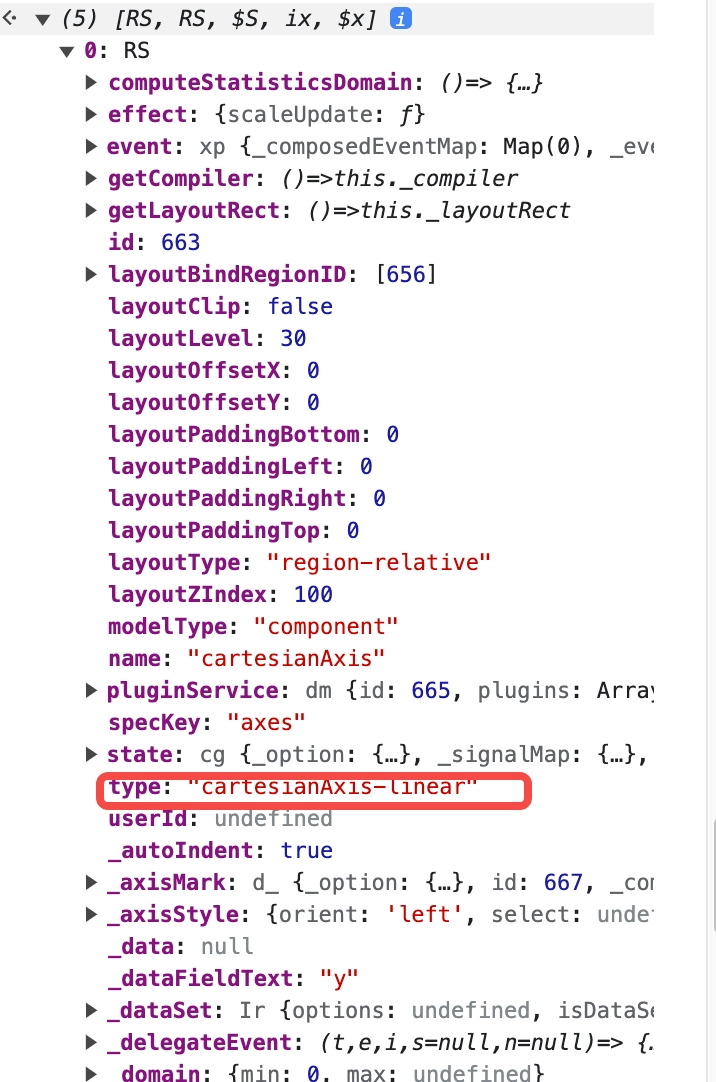 (5) [RS, RS, $S, ix, $x] i
0: RS
computeStatisticsDomain: ()=> {…}
effect: {scaleUpdate: ƒ}
event: xp {_composedEventMap: Map(0), _eve
getCompiler: ()=>this._compiler
getLayoutRect: ()=>this._layoutRect
id: 663
layoutBindRegionID: [656]
layoutClip: false
layoutLevel: 30
layoutOffsetX: 0
layoutOffsetY: 0
layoutPaddingBottom: 0
layoutPaddingLeft: 0
layoutPaddingRight: 0
layoutPaddingTop: 0
layoutType: "region-relative"
layoutZIndex: 100
modelType: "component"
name: "cartesianAxis"
pluginService: dm {id: 665, plugins: Array
specKey: "axes"
state: cg {_option: {…}, _signalMap: {…},
type: "cartesianAxis-linear"
userId: undefined
_autoIndent: true
_axisMark: d_ {_option: {…}, id: 667, _com
_axisStyle: {orient: 'left', select: undef
_data: null
_dataFieldText: "y"
_dataSet: Ir {options: undefined, isDataSe
_delegateEvent: (t,e,i,s=null,n=null)=> {…
_domain: {min: 0, max: undefined}